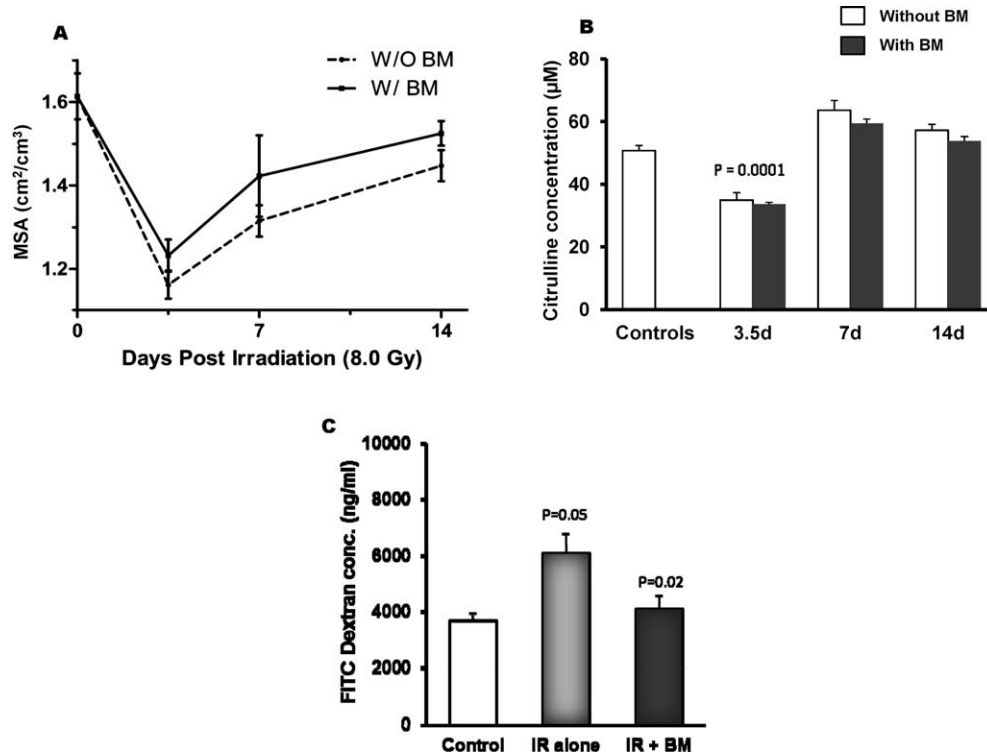 A
W/O BM
W/ BM
MSA (cm²/cm³)
1.6
1.4
1.2
0
7
14
Days Post Irradiation (8.0 Gy)
Without BM
B
With BM
Citrulline concentration (µM)
80
60
40
20
0
P = 0.0001
Controls
3.5d
7d
14d
C
FITC Dextran conc. (ng/ml)
10000
8000
6000
4000
2000
0
P=0.05
P=0.02
Control
IR alone
IR + BM